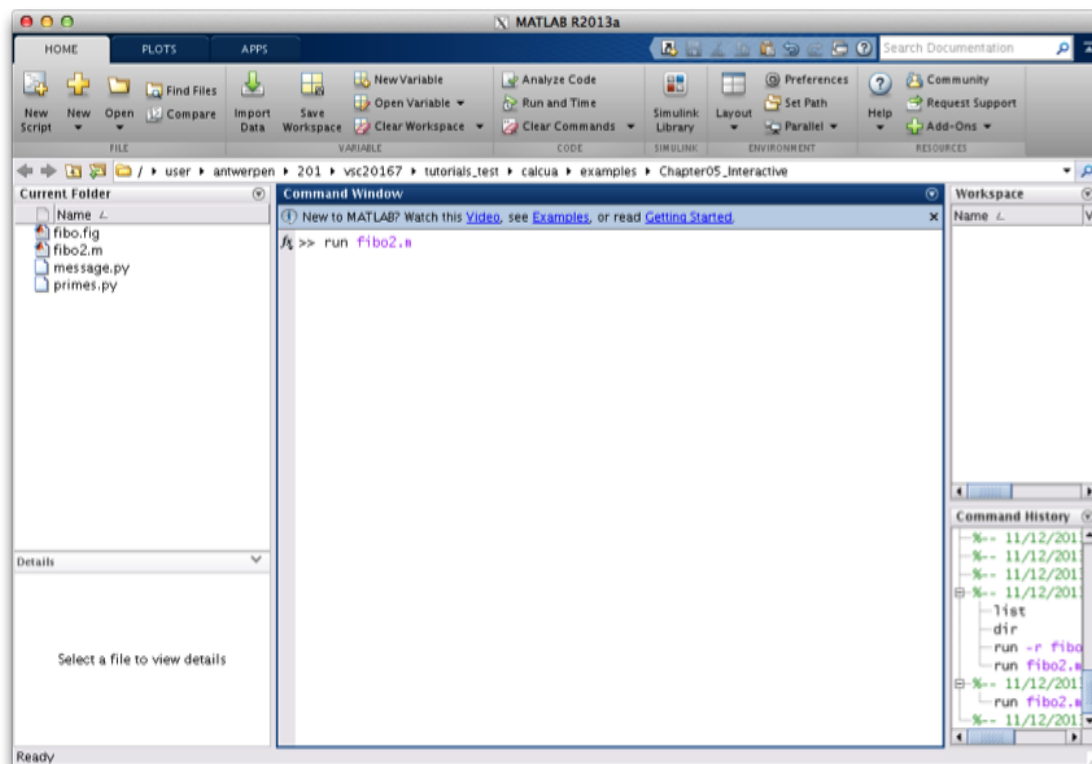 MATLAB R2013a
HOME PLOTS APPS Search Documentation
New Script New Open Find Files Compare Import Data Save Workspace New Variable Open Variable Clear Workspace Analyze Code Run and Time Clear Commands Simulink Library Layout Preferences Set Path Parallel Help Community Request Support Add-Ons
FILE VARIABLE CODE SIMULINK ENVIRONMENT RESOURCES
/ user antwerpen 201 vsc20167 tutorials_test calcua examples Chapter05_Interactive
Current Folder
Name
fibo.fig
fibo2.m
message.py
primes.py
Details
Select a file to view details
Command Window
New to MATLAB? Watch this Video, see Examples, or read Getting Started.
fx >> run fibo2.m
Workspace
Name V
Command History
%-- 11/12/201
%-- 11/12/201
%-- 11/12/201
%-- 11/12/201
list
dir
run -r fibo
run fibo2.m
%-- 11/12/201
run fibo2.m
%-- 11/12/201
Ready